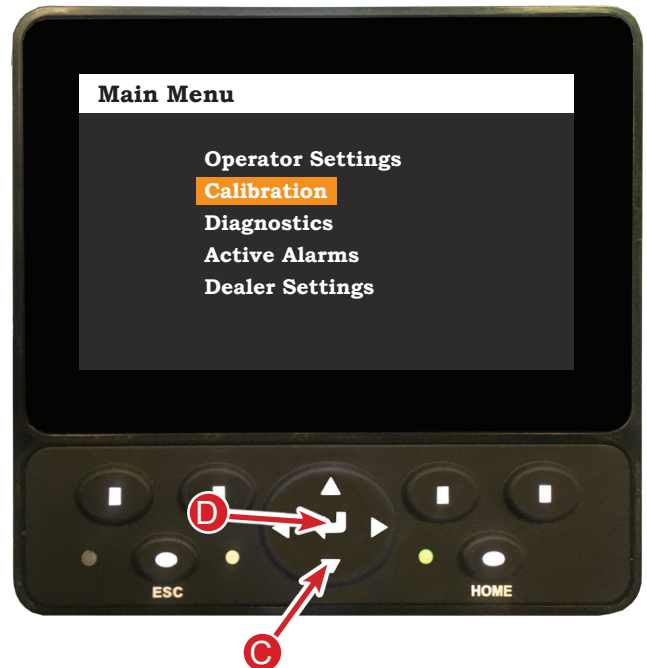 Main Menu
Operator Settings
Calibration
Diagnostics
Active Alarms
Dealer Settings
D
ESC
HOME
C